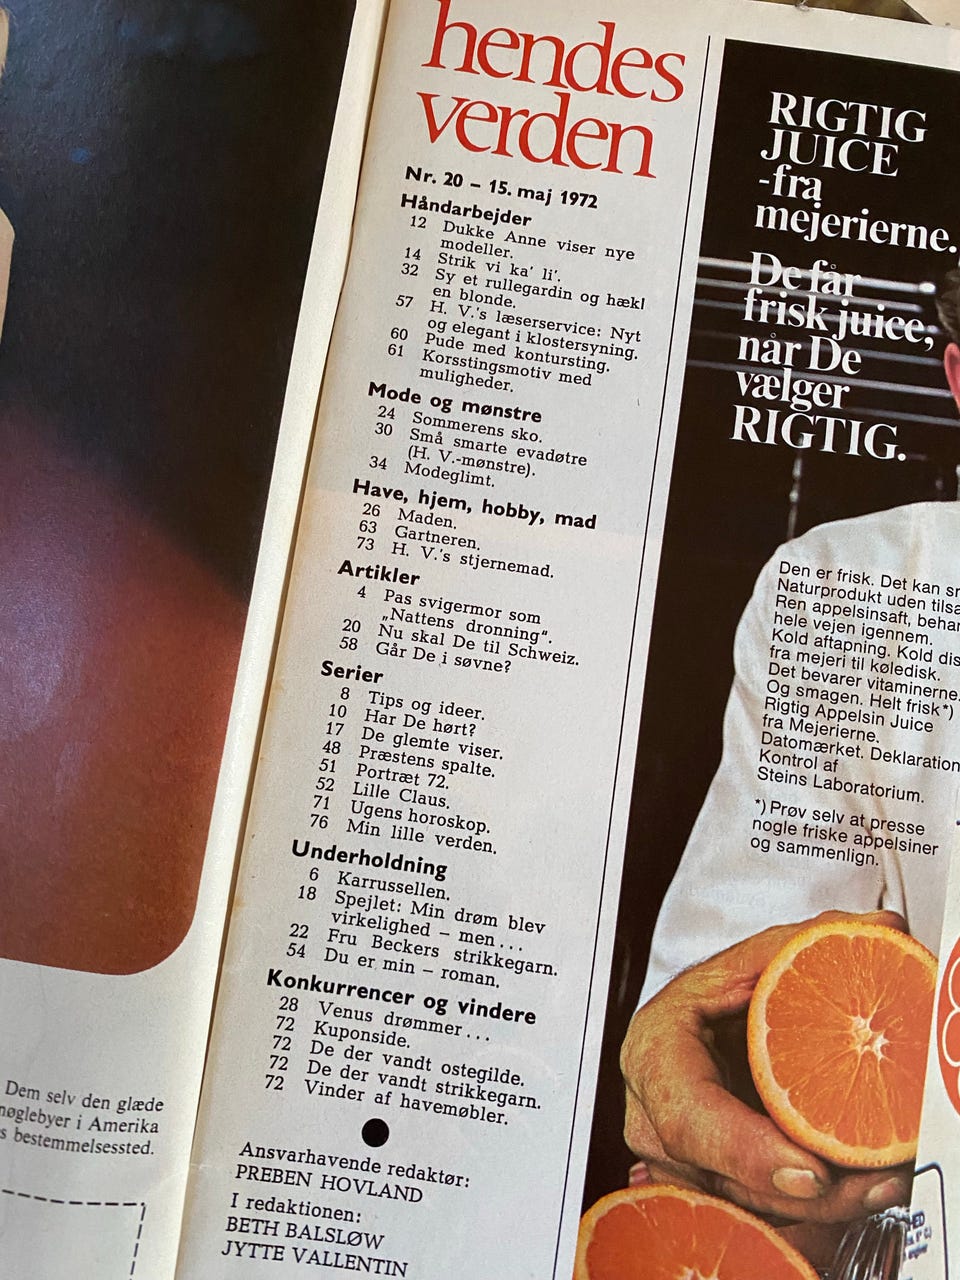 hendes
verden
Nr. 20 – 15. maj 1972
Håndarbejder
12 Dukke Anne viser nye
modeller.
14 Strik vi ka' li'.
32 Sy et rullegardin og hækl
en blonde.
57 H. V.'s læserservice: Nyt
og elegant i klostersyning.
60 Pude med kontursting.
61 Korsstingsmotiv med
muligheder.
Mode og mønstre
24 Sommerens sko.
30 Små smarte evadøtre
(H. V.-mønstre).
34 Modeglimt.
Have, hjem, hobby, mad
26 Maden.
63 Gartneren.
73 H. V.'s stjernemad.
Artikler
4 Pas svigermor som
„Nattens dronning“.
20 Nu skal De til Schweiz.
58 Går De i søvne?
Serier
8 Tips og ideer.
10 Har De hørt?
17 De glemte viser.
48 Præstens spalte.
51 Portræt 72.
52 Lille Claus.
71 Ugens horoskop.
76 Min lille verden.
Underholdning
6 Karrussellen.
18 Spejlet: Min drøm blev
virkelighed – men...
22 Fru Beckers strikkegarn.
54 Du er min – roman.
Konkurrencer og vindere
28 Venus drømmer...
72 Kuponside.
72 De der vandt ostegilde.
72 De der vandt strikkegarn.
72 Vinder af havemøbler.
Ansvarhavende redaktør:
PREBEN HOVLAND
I redaktionen:
BETH BALSLØW
JYTTE VALLENTIN
RIGTIG
JUICE
-fra
mejerierne.
De får
frisk juice,
når De
vælger
RIGTIG.
Den er frisk. Det kan
Naturprodukt uden
Ren appelsinsaft,
hele vejen igennem.
Kold aftapning. Kold
fra mejeri til køledisk.
Det bevarer vitaminerne.
Og smagen. Helt frisk*)
Rigtig Appelsin Juice
fra Mejerierne.
Datomærket. Deklaration
Kontrol af
Steins Laboratorium.
*) Prøv selv at presse
nogle friske appelsiner
og sammenlign.
Dem selv den glæde
nøglebyer i Amerika
s bestemmelsessted.